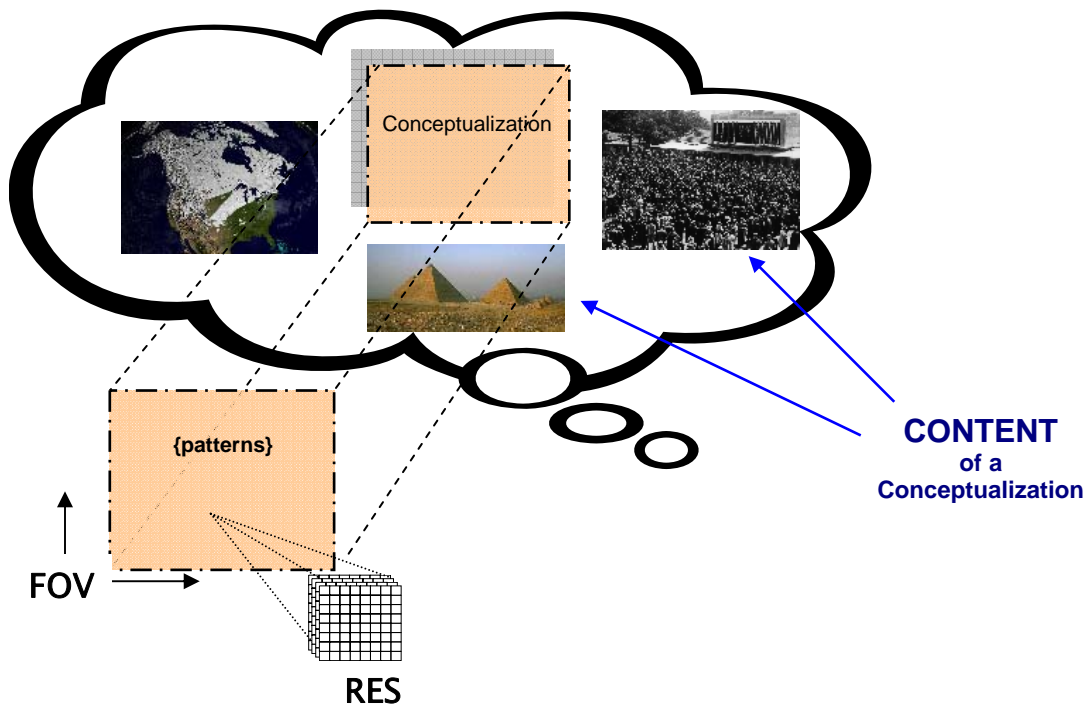 Conceptualization
{patterns}
CONTENT
of a
Conceptualization
FOV
RES